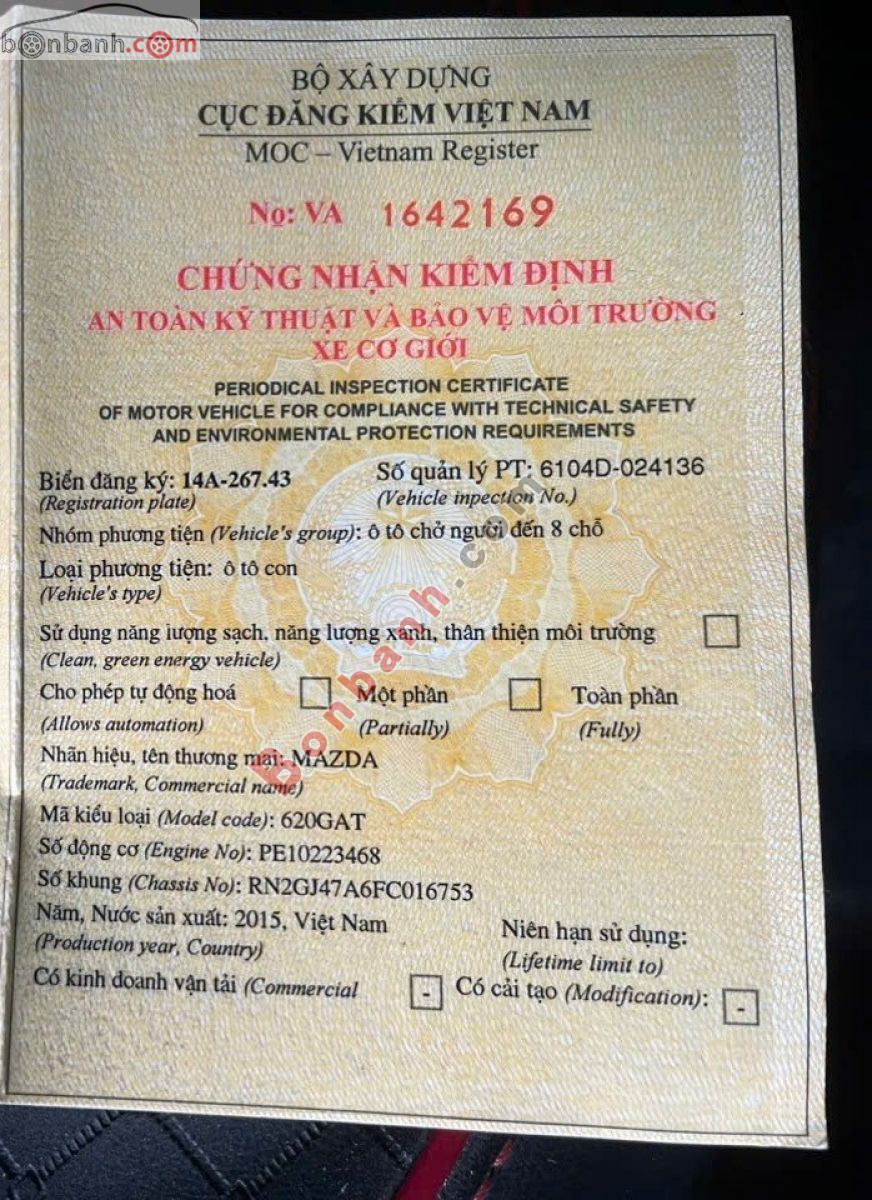 bonbanh.com
BỘ XÂY DỰNG
CỤC ĐĂNG KIỂM VIỆT NAM
MOC – Vietnam Register
No: VA 1642169
CHỨNG NHẬN KIỂM ĐỊNH
AN TOÀN KỸ THUẬT VÀ BẢO VỆ MÔI TRƯỜNG
XE CƠ GIỚI
PERIODICAL INSPECTION CERTIFICATE
OF MOTOR VEHICLE FOR COMPLIANCE WITH TECHNICAL SAFETY
AND ENVIRONMENTAL PROTECTION REQUIREMENTS
Biển đăng ký: 14A-267.43 Số quản lý PT: 6104D-024136
(Registration plate) (Vehicle inpection No.)
Nhóm phương tiện (Vehicle's group): ô tô chở người đến 8 chỗ
Loại phương tiện: ô tô con
(Vehicle's type)
Sử dụng năng lượng sạch, năng lượng xanh, thân thiện môi trường
(Clean, green energy vehicle)
Cho phép tự động hoá Một phần Toàn phần
(Allows automation) (Partially) (Fully)
Nhãn hiệu, tên thương mại: MAZDA
(Trademark, Commercial name)
Mã kiểu loại (Model code): 620GAT
Số động cơ (Engine No): PE10223468
Số khung (Chassis No): RN2GJ47A6FC016753
Năm, Nước sản xuất: 2015, Việt Nam Niên hạn sử dụng:
(Production year, Country) (Lifetime limit to)
Có kinh doanh vận tải (Commercial - Có cải tạo (Modification): -
Bonbanh.com